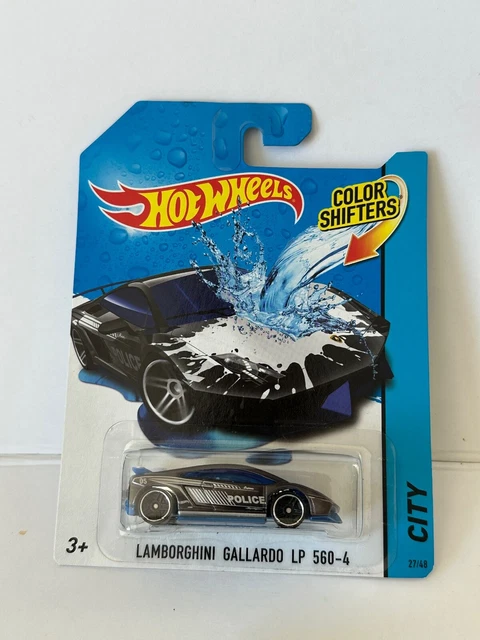 HOT WHEELS
COLOR
SHIFTERS
POLICE
POLICE
3+
LAMBORGHINI GALLARDO LP 560-4
CITY
27/48